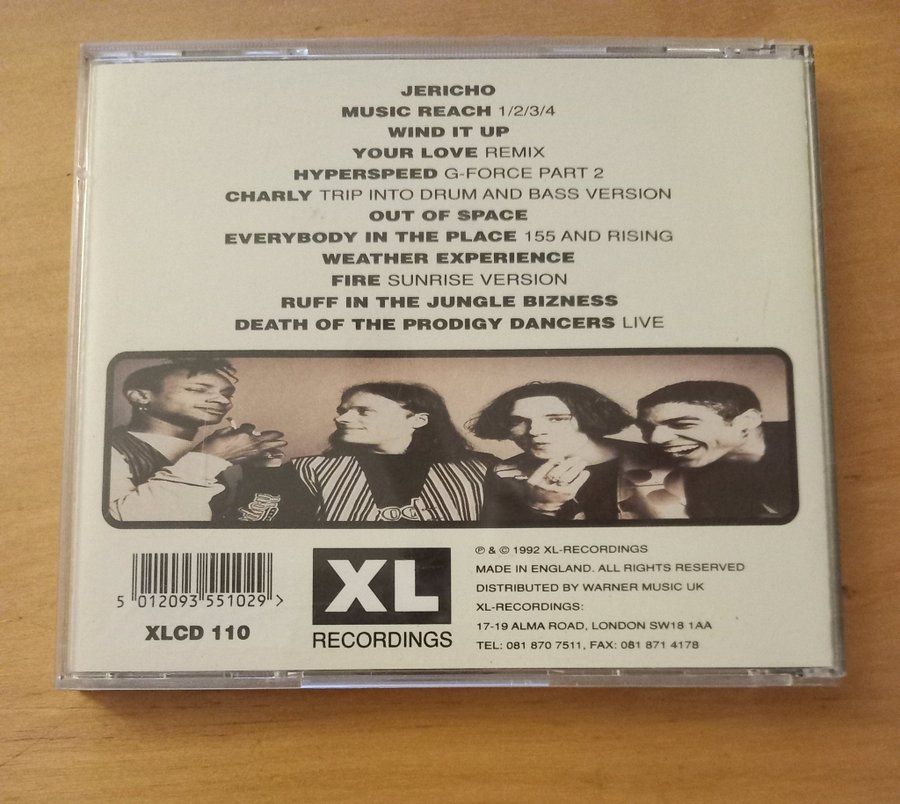 JERICHO
MUSIC REACH 1/2/3/4
WIND IT UP
YOUR LOVE REMIX
HYPERSPEED G-FORCE PART 2
CHARLY TRIP INTO DRUM AND BASS VERSION
OUT OF SPACE
EVERYBODY IN THE PLACE 155 AND RISING
WEATHER EXPERIENCE
FIRE SUNRISE VERSION
RUFF IN THE JUNGLE BIZNESS
DEATH OF THE PRODIGY DANCERS LIVE
5 012093 551029 >
XLCD 110
XL
RECORDINGS
℗ & © 1992 XL-RECORDINGS
MADE IN ENGLAND. ALL RIGHTS RESERVED
DISTRIBUTED BY WARNER MUSIC UK
XL-RECORDINGS:
17-19 ALMA ROAD, LONDON SW18 1AA
TEL: 081 870 7511, FAX: 081 871 4178